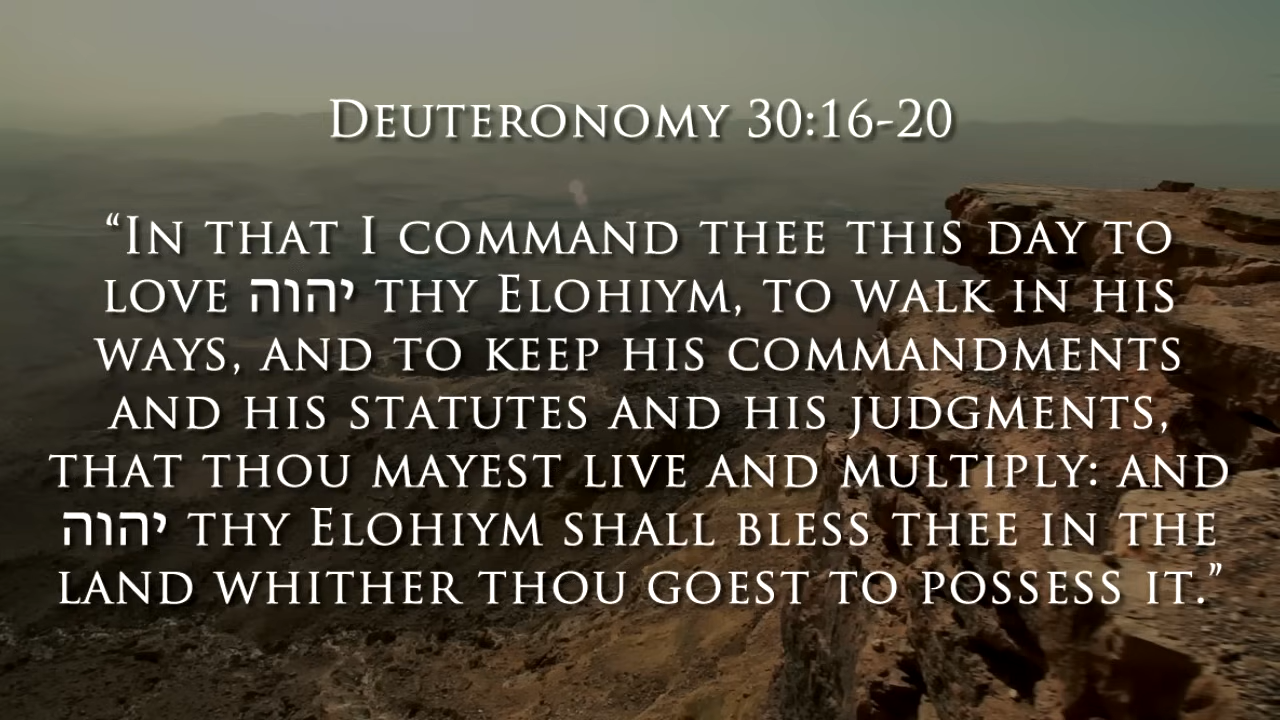 Deuteronomy 30:16-20
“In that I command thee this day to
love יהוה thy Elohiym, to walk in his
ways, and to keep his commandments
and his statutes and his judgments,
that thou mayest live and multiply: and
יהוה thy Elohiym shall bless thee in the
land whither thou goest to possess it.”